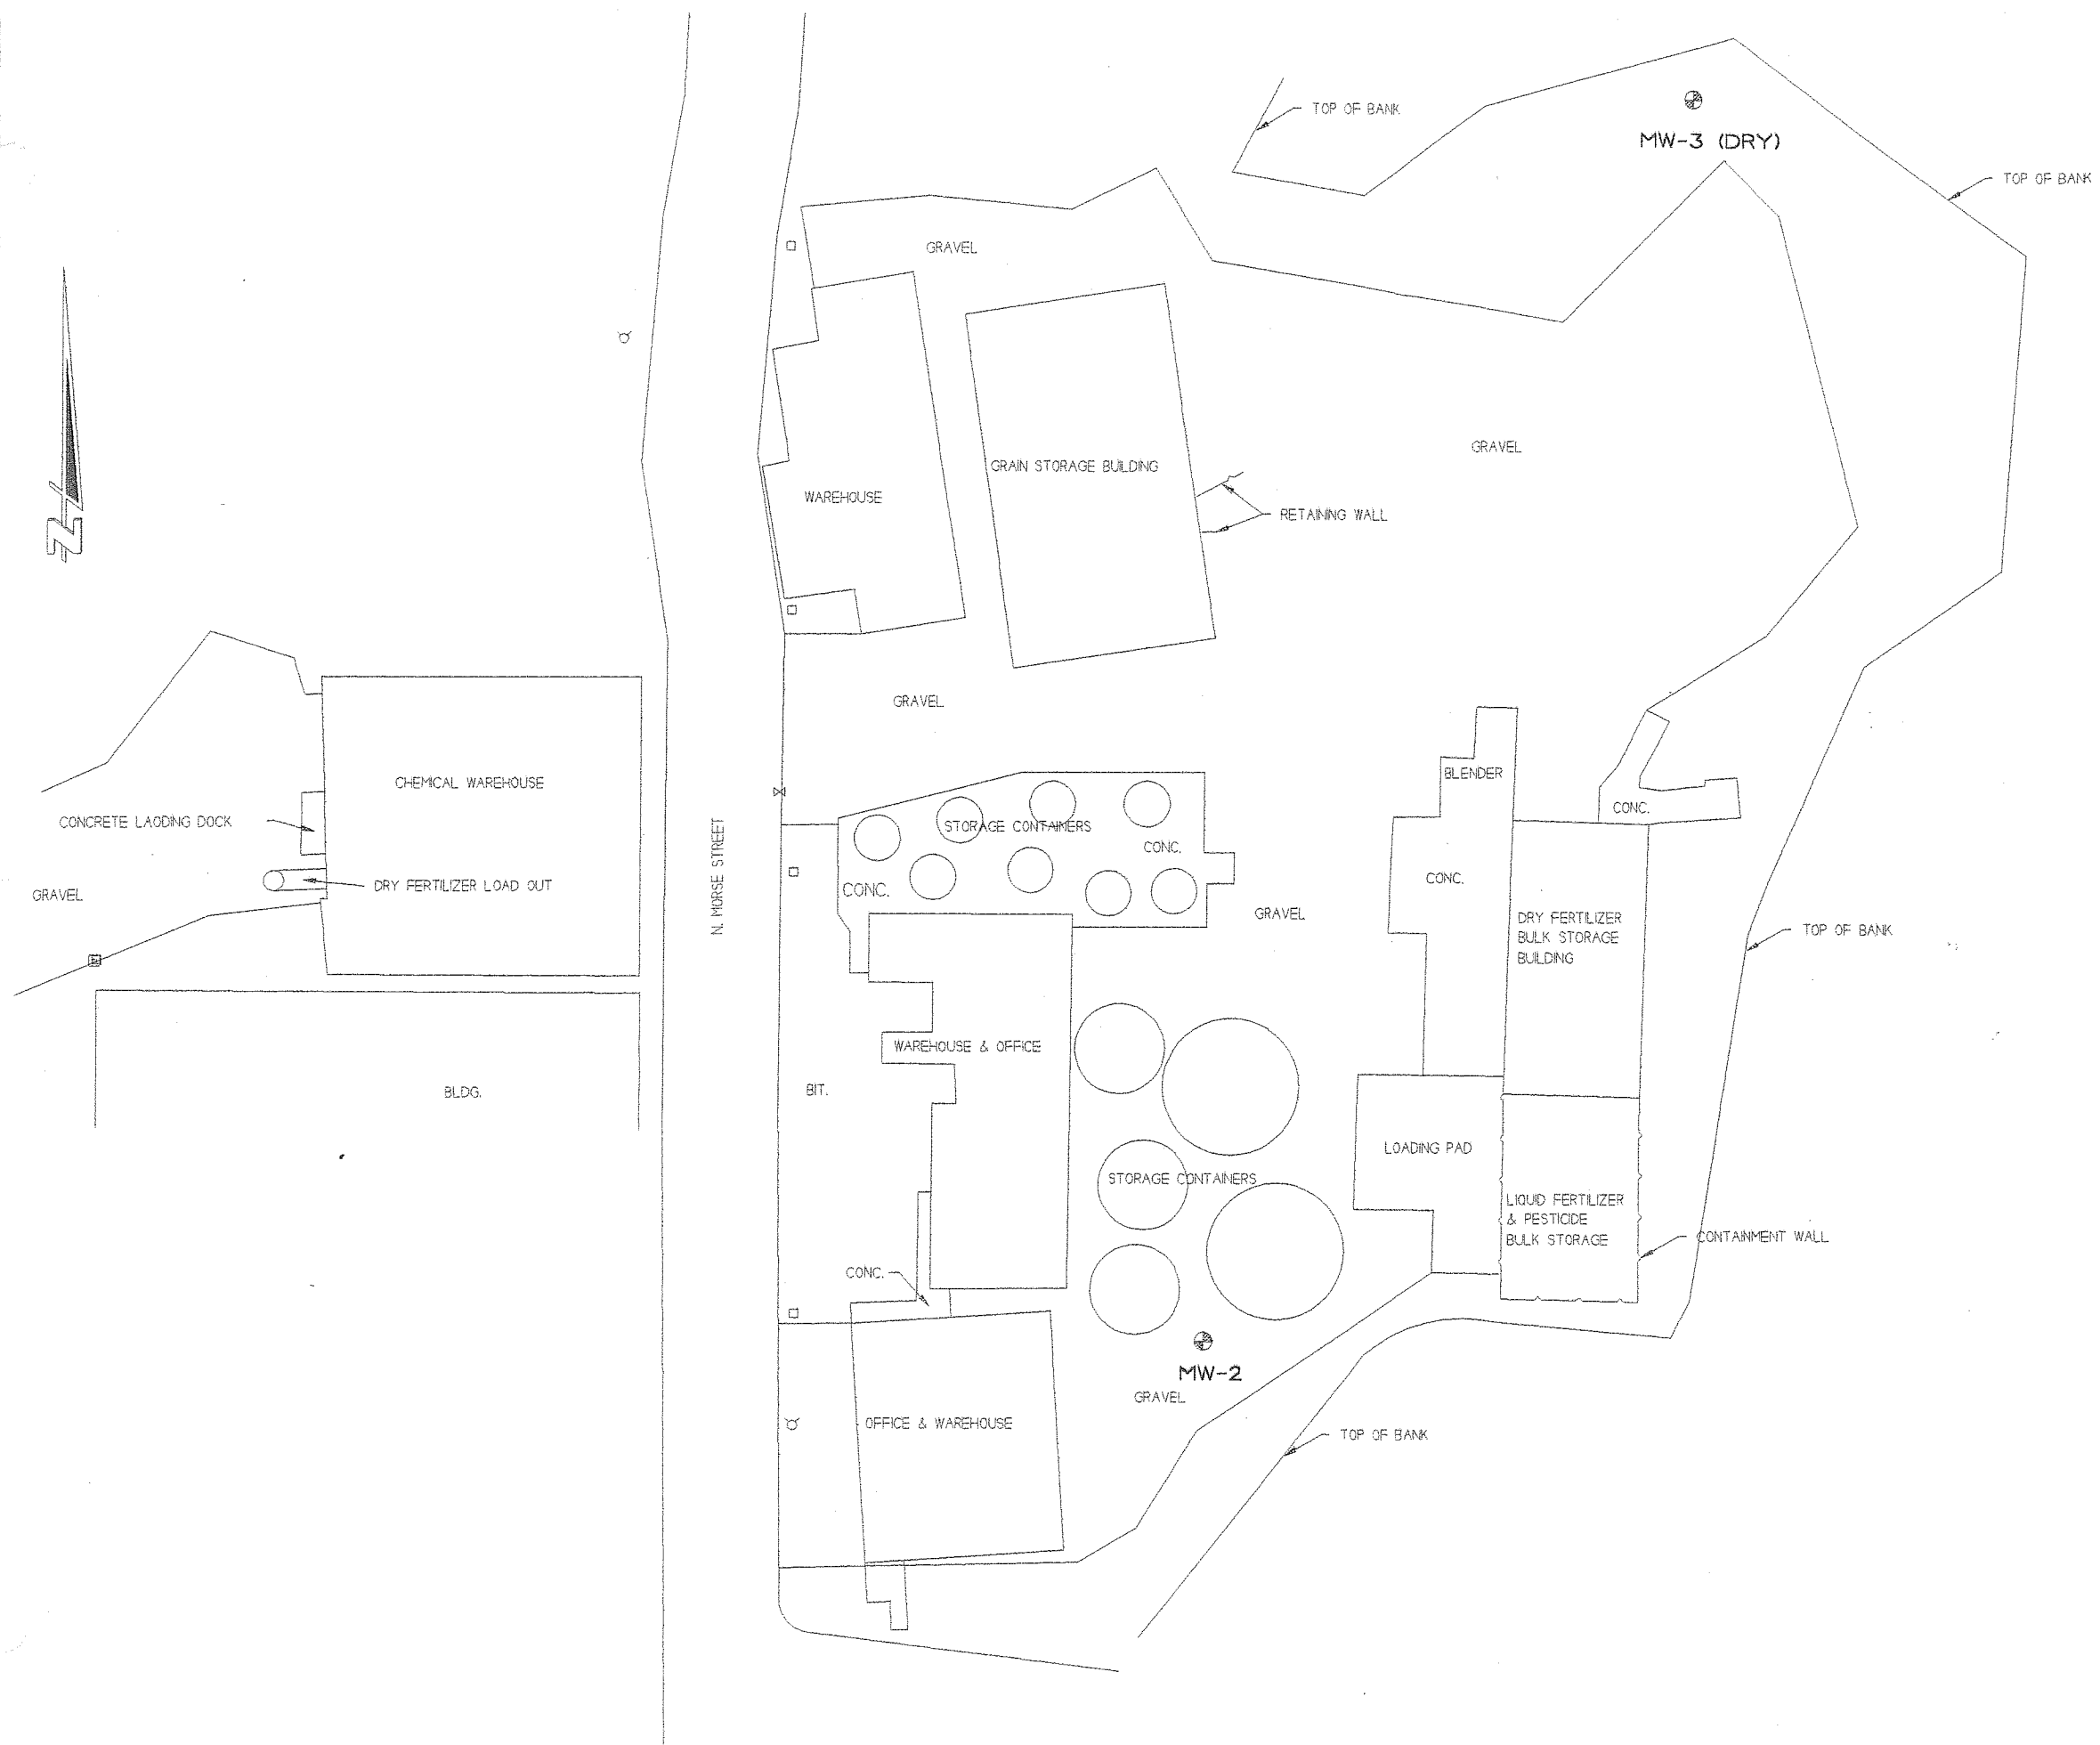 TOP OF BANK
MW-3 (DRY)
TOP OF BANK
GRAVEL
GRAVEL
GRAIN STORAGE BUILDING
WAREHOUSE
RETAINING WALL
N
GRAVEL
CHEMICAL WAREHOUSE
BLENDER
CONCRETE LAODING DOCK
STORAGE CONTAINERS
CONC.
CONC.
CONC.
CONC.
DRY FERTILIZER LOAD OUT
GRAVEL
N. MORSE STREET
GRAVEL
DRY FERTILIZER
BULK STORAGE
BUILDING
TOP OF BANK
WAREHOUSE & OFFICE
BLDG.
BIT.
LOADING PAD
STORAGE CONTAINERS
LIQUID FERTILIZER
& PESTICIDE
BULK STORAGE
CONTAINMENT WALL
CONC.
MW-2
GRAVEL
OFFICE & WAREHOUSE
TOP OF BANK